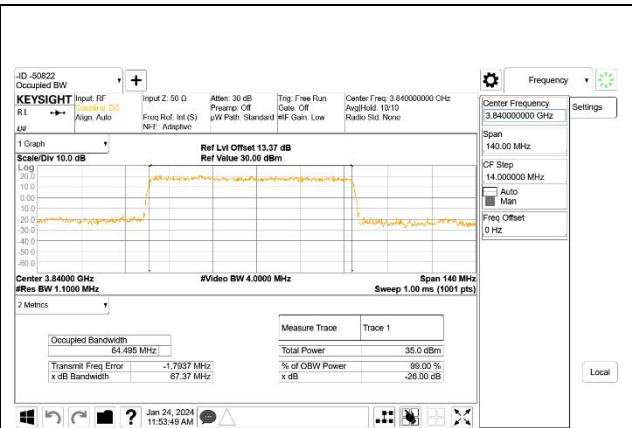 -ID -50822
Occupied BW
+
Frequency
KEYSIGHT
RL
Input: RF
Coupling: DC
Align: Auto
Input Z: 50 Ω
Freq Ref: Int (S)
NFE: Adaptive
Atten: 30 dB
Preamp: Off
µW Path: Standard
Trig: Free Run
Gate: Off
#IF Gain: Low
Center Freq: 3.840000000 GHz
Avg|Hold: 10/10
Radio Std: None
Center Frequency
3.840000000 GHz
Settings
Span
140.00 MHz
CF Step
14.000000 MHz
Auto
Man
Freq Offset
0 Hz
Local
1 Graph
Scale/Div 10.0 dB
Ref Lvl Offset 13.37 dB
Ref Value 30.00 dBm
Log
20.0
10.0
0.00
-10.0
-20.0
-30.0
-40.0
-50.0
-60.0
Center 3.84000 GHz
#Video BW 4.0000 MHz
Span 140 MHz
#Res BW 1.1000 MHz
Sweep 1.00 ms (1001 pts)
2 Metrics
Measure Trace Trace 1
Occupied Bandwidth
64.495 MHz
Total Power 35.0 dBm
Transmit Freq Error -1.7937 MHz
% of OBW Power 99.00 %
x dB Bandwidth 67.37 MHz
x dB -26.00 dB
?
Jan 24, 2024
11:53:49 AM